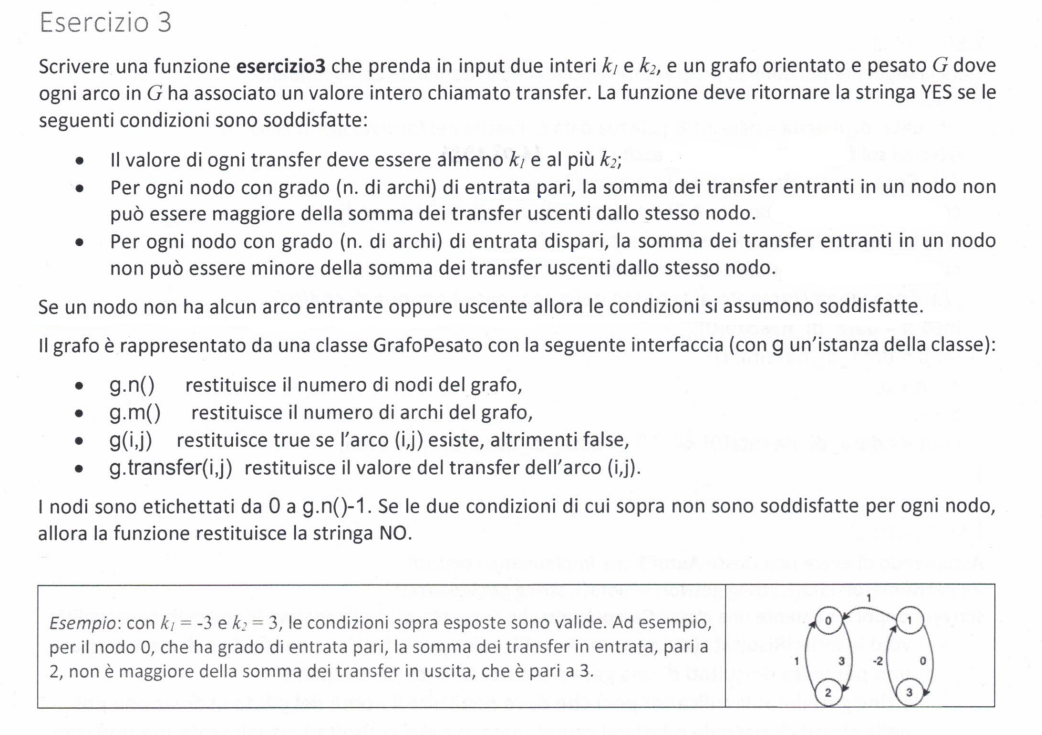 Esercizio 3
Scrivere una funzione esercizio3 che prenda in input due interi k1 e k2, e un grafo orientato e pesato G dove
ogni arco in G ha associato un valore intero chiamato transfer. La funzione deve ritornare la stringa YES se le
seguenti condizioni sono soddisfatte:
• Il valore di ogni transfer deve essere almeno k1 e al più k2;
• Per ogni nodo con grado (n. di archi) di entrata pari, la somma dei transfer entranti in un nodo non
può essere maggiore della somma dei transfer uscenti dallo stesso nodo.
• Per ogni nodo con grado (n. di archi) di entrata dispari, la somma dei transfer entranti in un nodo
non può essere minore della somma dei transfer uscenti dallo stesso nodo.
Se un nodo non ha alcun arco entrante oppure uscente allora le condizioni si assumono soddisfatte.
Il grafo è rappresentato da una classe GrafoPesato con la seguente interfaccia (con g un'istanza della classe):
• g.n() restituisce il numero di nodi del grafo,
• g.m() restituisce il numero di archi del grafo,
• g(i,j) restituisce true se l'arco (i,j) esiste, altrimenti false,
• g.transfer(i,j) restituisce il valore del transfer dell'arco (i,j).
I nodi sono etichettati da 0 a g.n()-1. Se le due condizioni di cui sopra non sono soddisfatte per ogni nodo,
allora la funzione restituisce la stringa NO.
Esempio: con k1 = -3 e k2 = 3, le condizioni sopra esposte sono valide. Ad esempio,
per il nodo 0, che ha grado di entrata pari, la somma dei transfer in entrata, pari a
2, non è maggiore della somma dei transfer in uscita, che è pari a 3.
1
0 1
1 3 -2 0
2 3